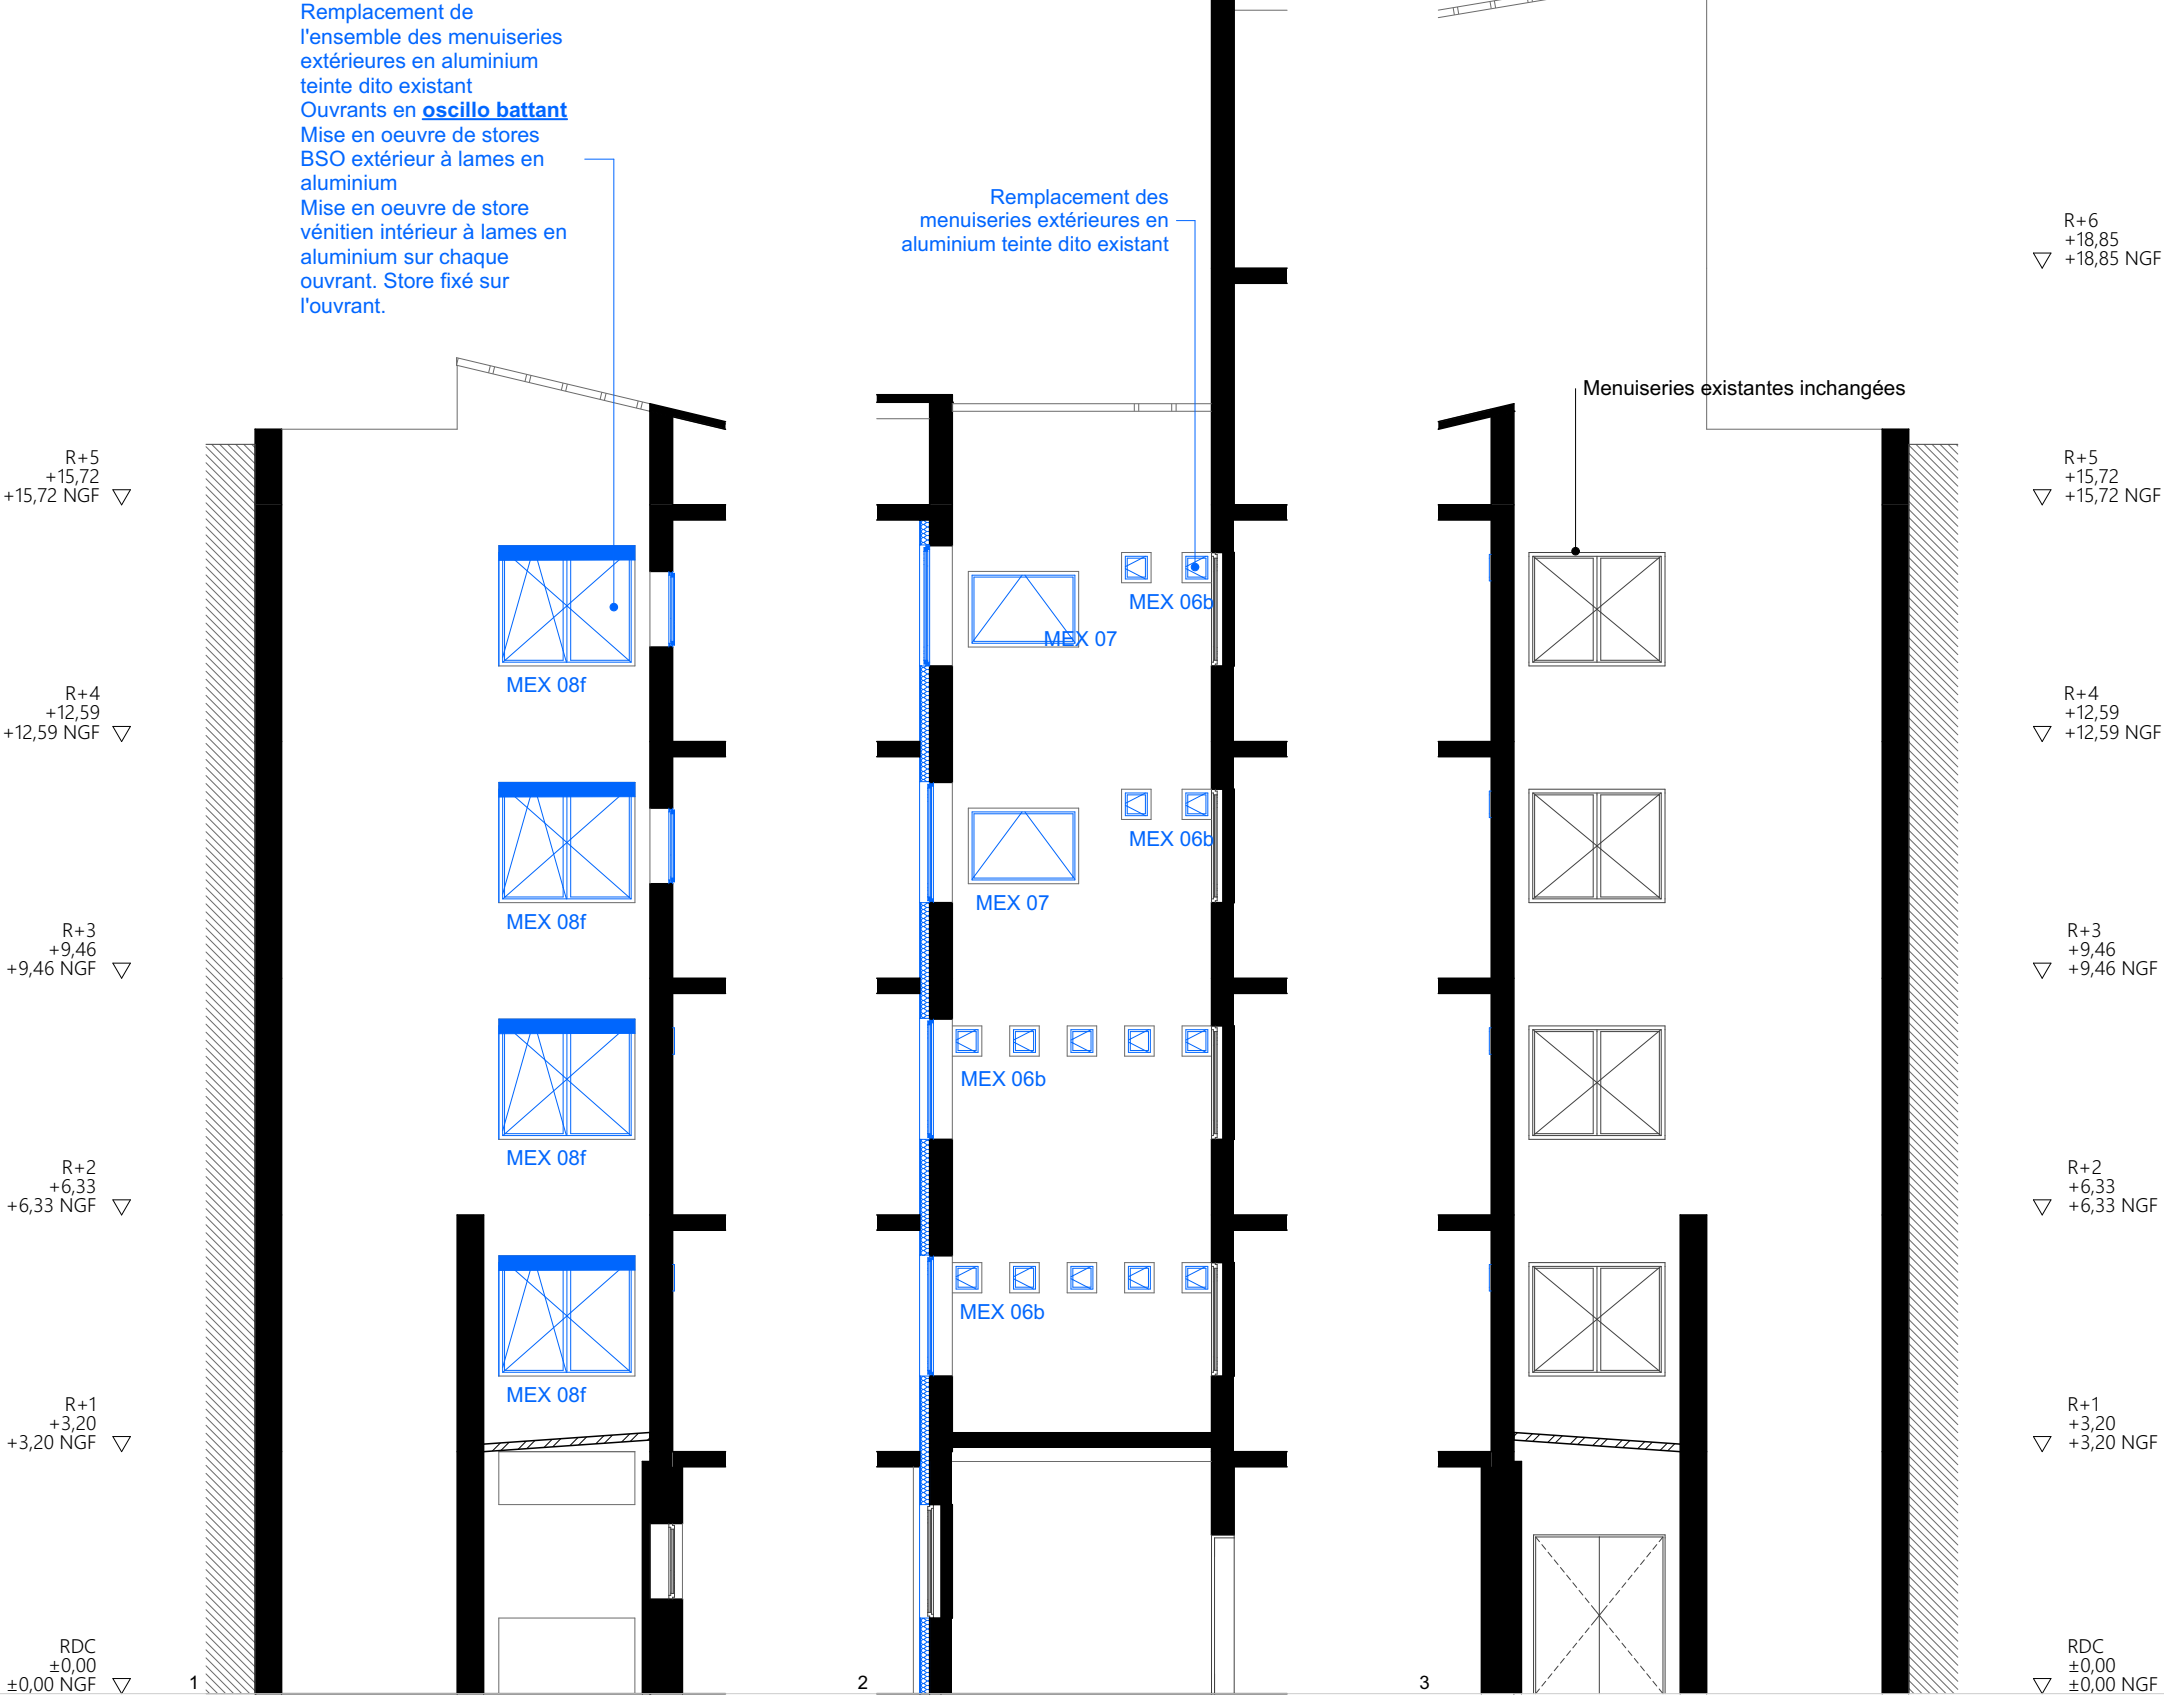 Remplacement de
l'ensemble des menuiseries
extérieures en aluminium
teinte dito existant
Ouvrants en oscillo battant
Mise en oeuvre de stores
BSO extérieur à lames en
aluminium
Mise en oeuvre de store
vénitien intérieur à lames en
aluminium sur chaque
ouvrant. Store fixé sur
l'ouvrant.
Remplacement des
menuiseries extérieures en
aluminium teinte dito existant
Menuiseries existantes inchangées
R+5
+15,72
+15,72 NGF
R+4
+12,59
+12,59 NGF
R+3
+9,46
+9,46 NGF
R+2
+6,33
+6,33 NGF
R+1
+3,20
+3,20 NGF
RDC
±0,00
±0,00 NGF
1
MEX 08f
MEX 08f
MEX 08f
MEX 08f
2
MEX 06b
MEX 07
MEX 06b
MEX 07
MEX 06b
MEX 06b
3
R+6
+18,85
+18,85 NGF
R+5
+15,72
+15,72 NGF
R+4
+12,59
+12,59 NGF
R+3
+9,46
+9,46 NGF
R+2
+6,33
+6,33 NGF
R+1
+3,20
+3,20 NGF
RDC
±0,00
±0,00 NGF